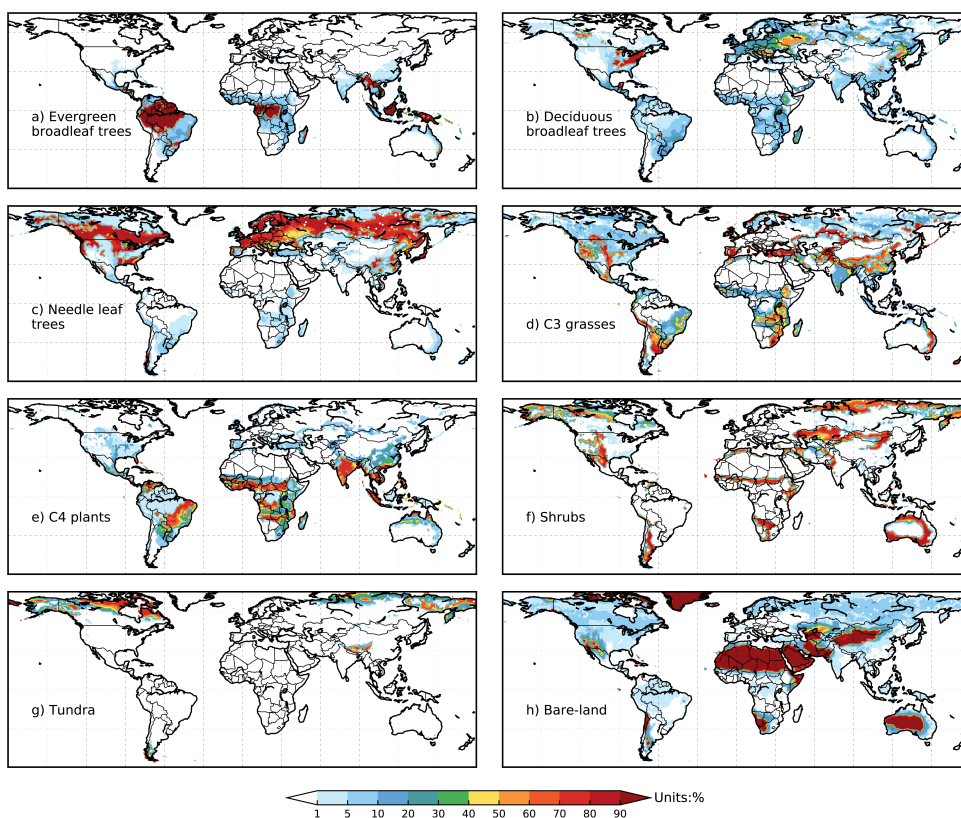 a) Evergreen
broadleaf trees
b) Deciduous
broadleaf trees
c) Needle leaf
trees
d) C3 grasses
e) C4 plants
f) Shrubs
g) Tundra
h) Bare-land
1 5 10 20 30 40 50 60 70 80 90 Units:%